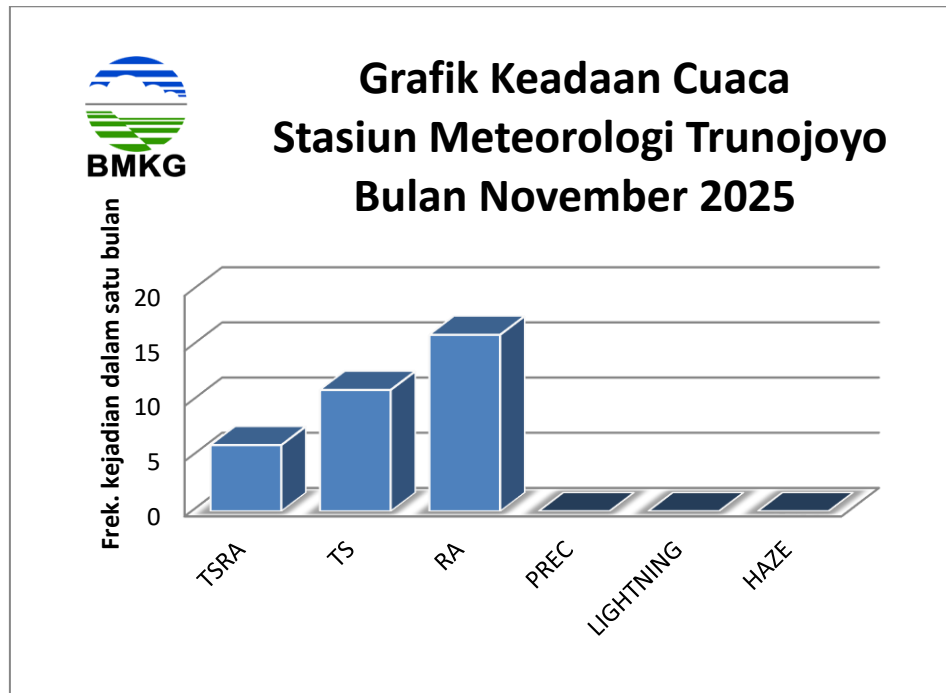 BMKG
Grafik Keadaan Cuaca
Stasiun Meteorologi Trunojoyo
Bulan November 2025
Frek. kejadian dalam satu bulan
20
15
10
5
0
TSRA
TS
RA
PREC
LIGHTNING
HAZE